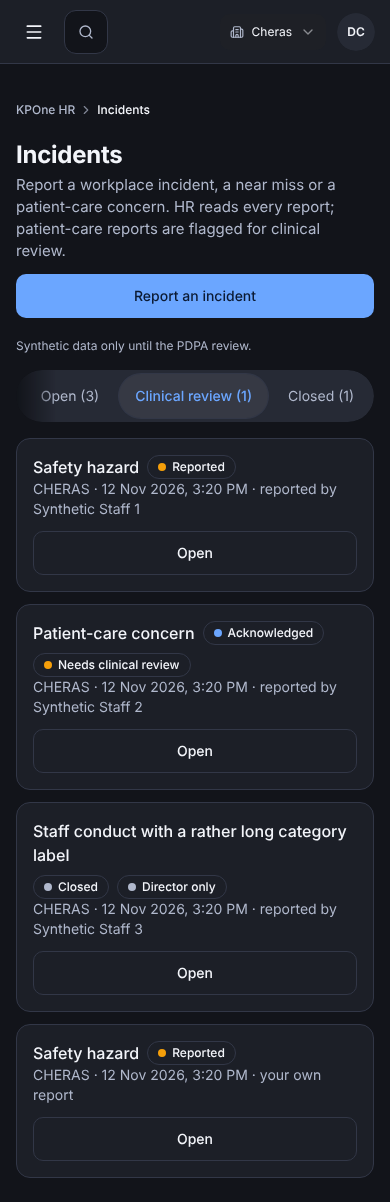 Cheras
DC
KPOne HR > Incidents
Incidents
Report a workplace incident, a near miss or a
patient-care concern. HR reads every report;
patient-care reports are flagged for clinical
review.
Report an incident
Synthetic data only until the PDPA review.
Open (3) Clinical review (1) Closed (1)
Safety hazard Reported
CHERAS · 12 Nov 2026, 3:20 PM · reported by
Synthetic Staff 1
Open
Patient-care concern Acknowledged
Needs clinical review
CHERAS · 12 Nov 2026, 3:20 PM · reported by
Synthetic Staff 2
Open
Staff conduct with a rather long category
label
Closed Director only
CHERAS · 12 Nov 2026, 3:20 PM · reported by
Synthetic Staff 3
Open
Safety hazard Reported
CHERAS · 12 Nov 2026, 3:20 PM · your own
report
Open